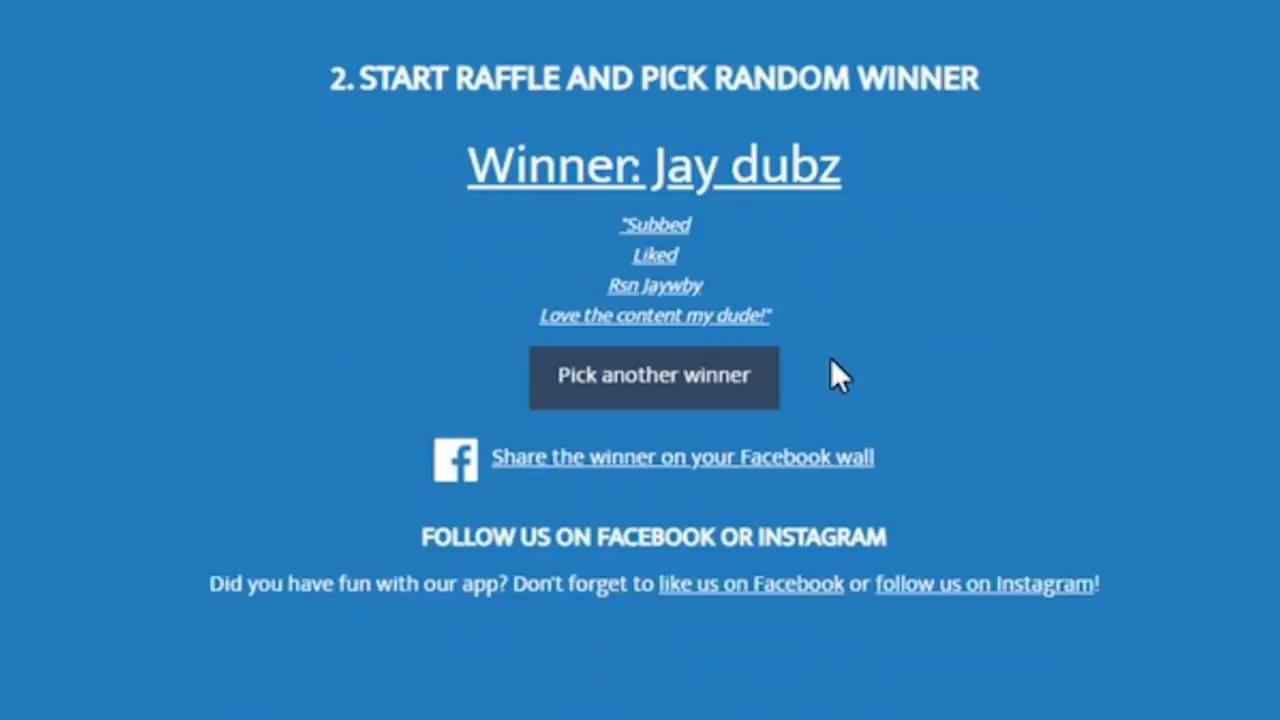 2. START RAFFLE AND PICK RANDOM WINNER
Winner: Jay dubz
"Subbed
Liked
Rsn Jaywby
Love the content my dude!"
Pick another winner
Share the winner on your Facebook wall
FOLLOW US ON FACEBOOK OR INSTAGRAM
Did you have fun with our app? Don't forget to like us on Facebook or follow us on Instagram!